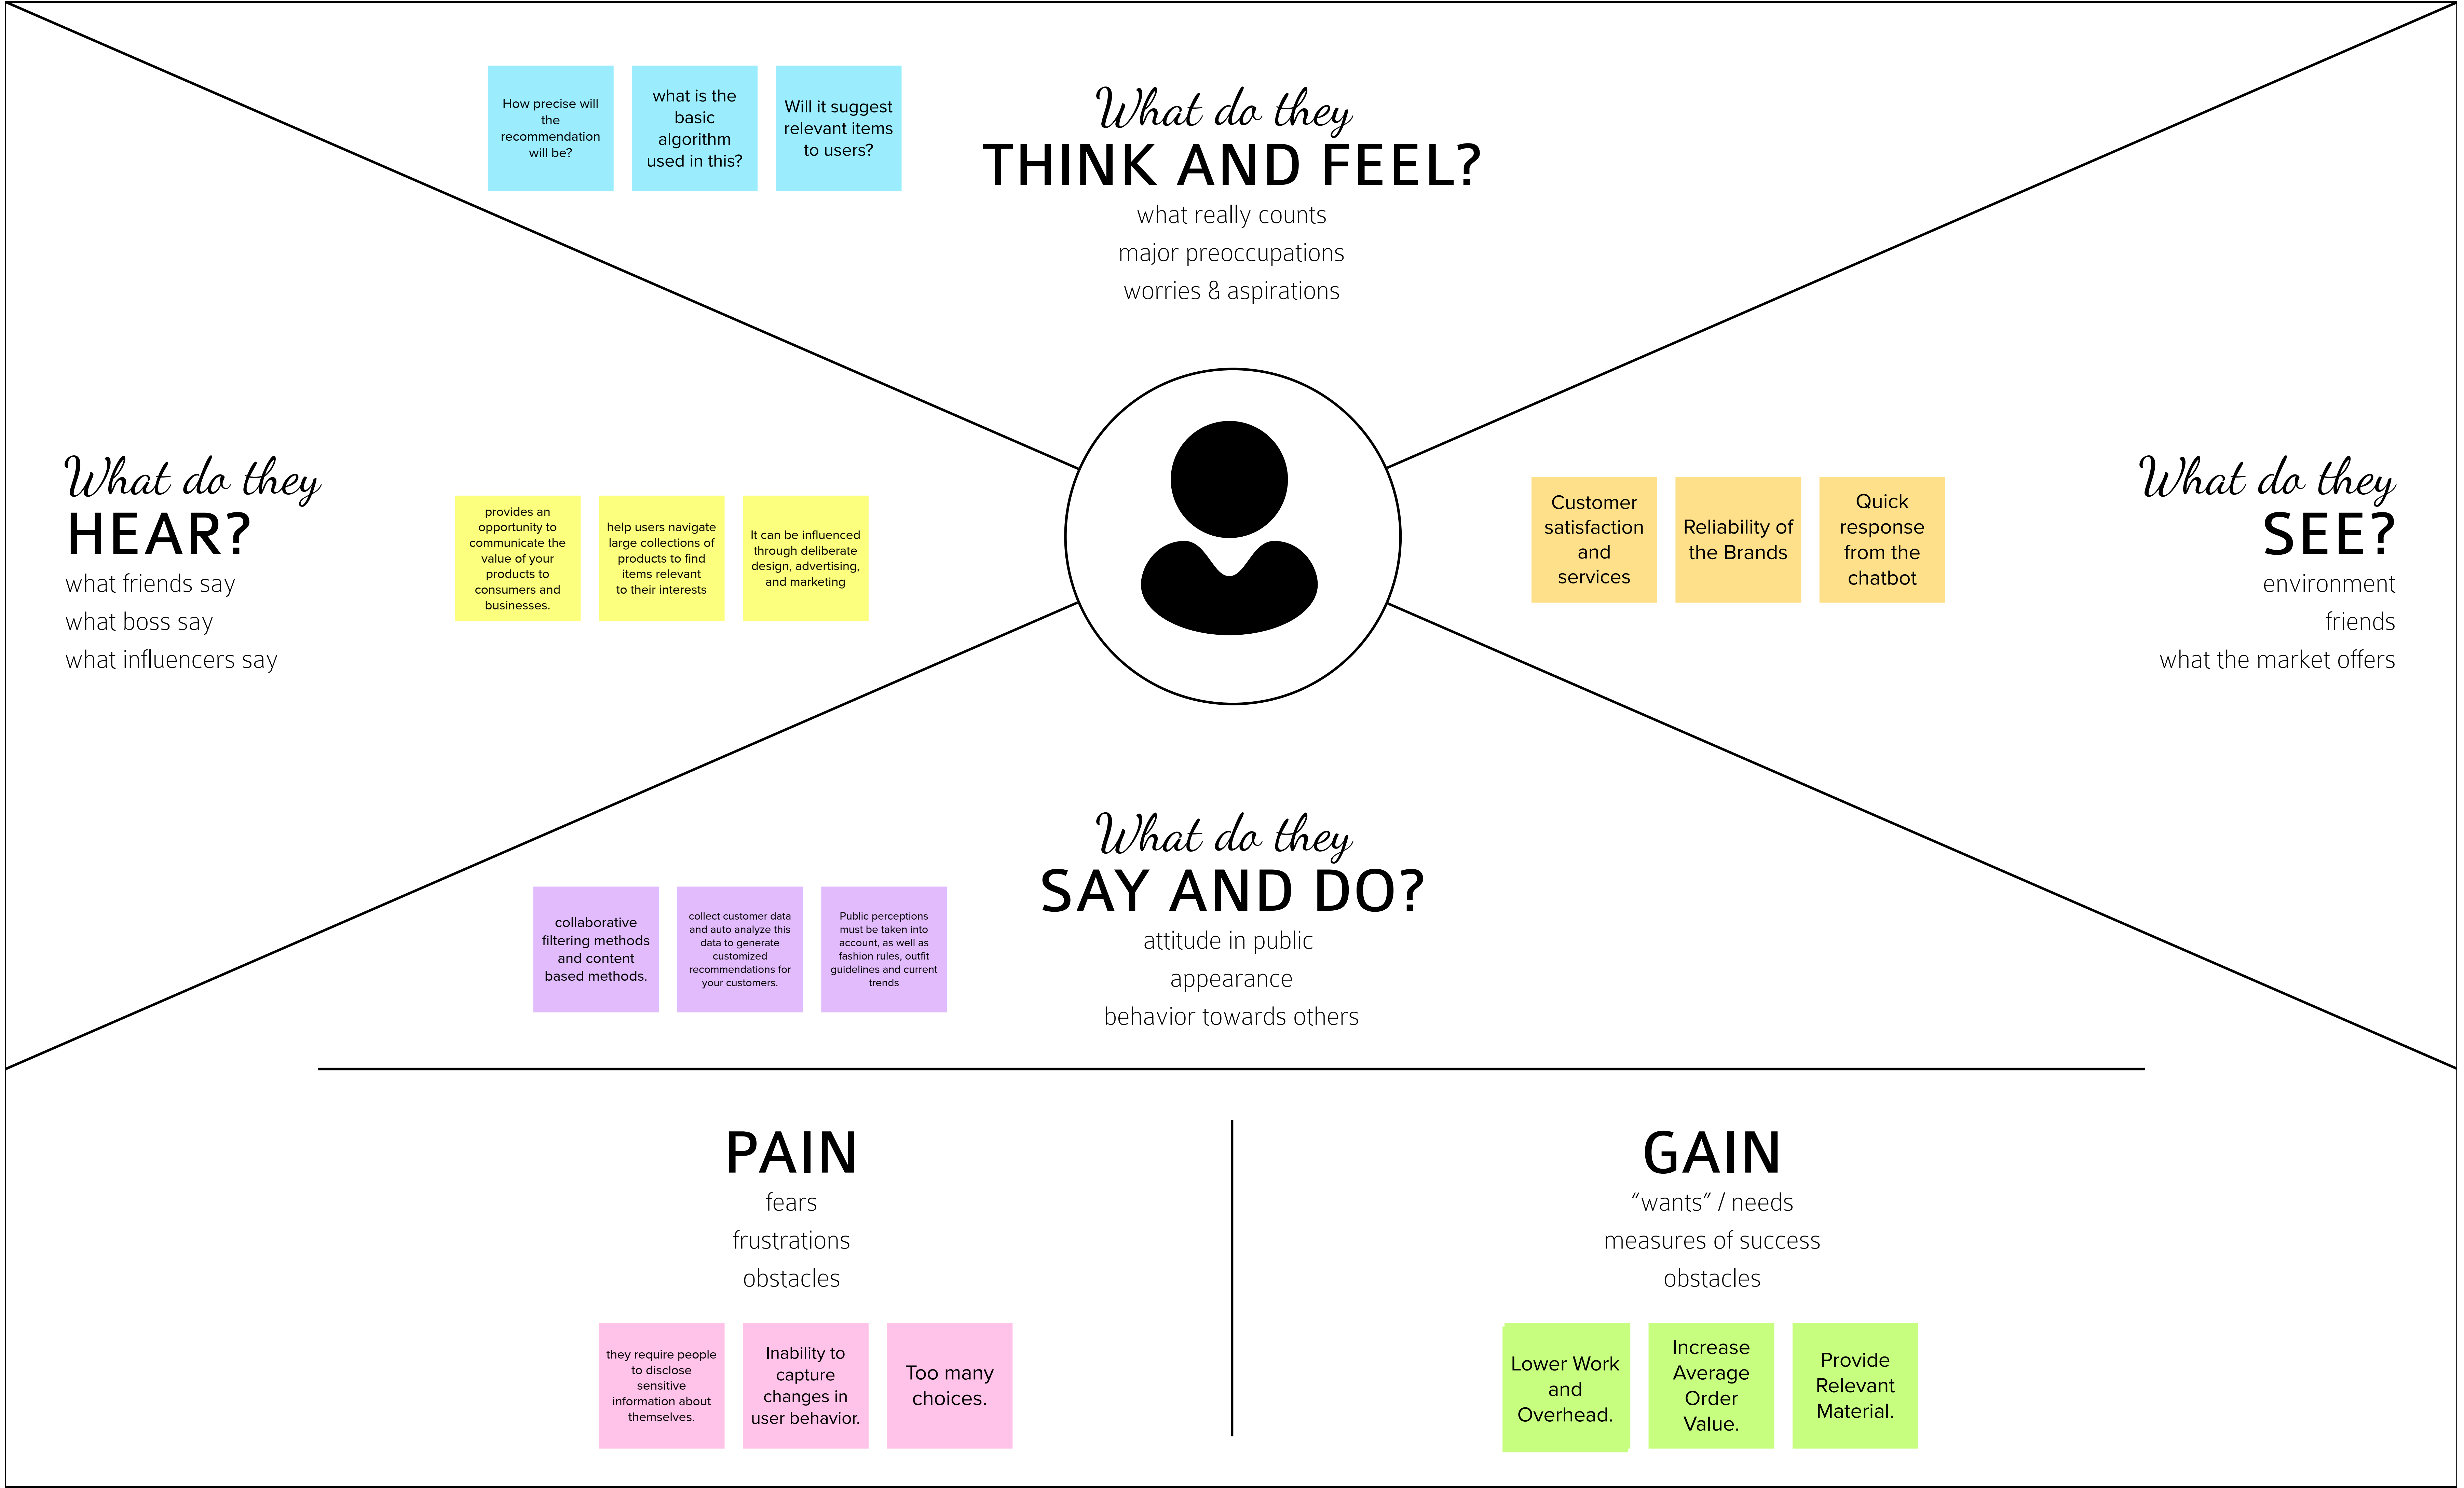 How precise will
the
recommendation
will be?
what is the
basic
algorithm
used in this?
Will it suggest
relevant items
to users?
What do they
THINK AND FEEL?
what really counts
major preoccupations
worries & aspirations
What do they
HEAR?
what friends say
what boss say
what influencers say
provides an
opportunity to
communicate the
value of your
products to
consumers and
businesses.
help users navigate
large collections of
products to find
items relevant
to their interests
It can be influenced
through deliberate
design, advertising,
and marketing
Customer
satisfaction
and
services
Reliability of
the Brands
Quick
response
from the
chatbot
What do they
SEE?
environment
friends
what the market offers
What do they
SAY AND DO?
attitude in public
appearance
behavior towards others
collaborative
filtering methods
and content
based methods.
collect customer data
and auto analyze this
data to generate
customized
recommendations for
your customers.
Public perceptions
must be taken into
account, as well as
fashion rules, outfit
guidelines and current
trends
PAIN
fears
frustrations
obstacles
they require people
to disclose
sensitive
information about
themselves.
Inability to
capture
changes in
user behavior.
Too many
choices.
GAIN
“wants” / needs
measures of success
obstacles
Lower Work
and
Overhead.
Increase
Average
Order
Value.
Provide
Relevant
Material.